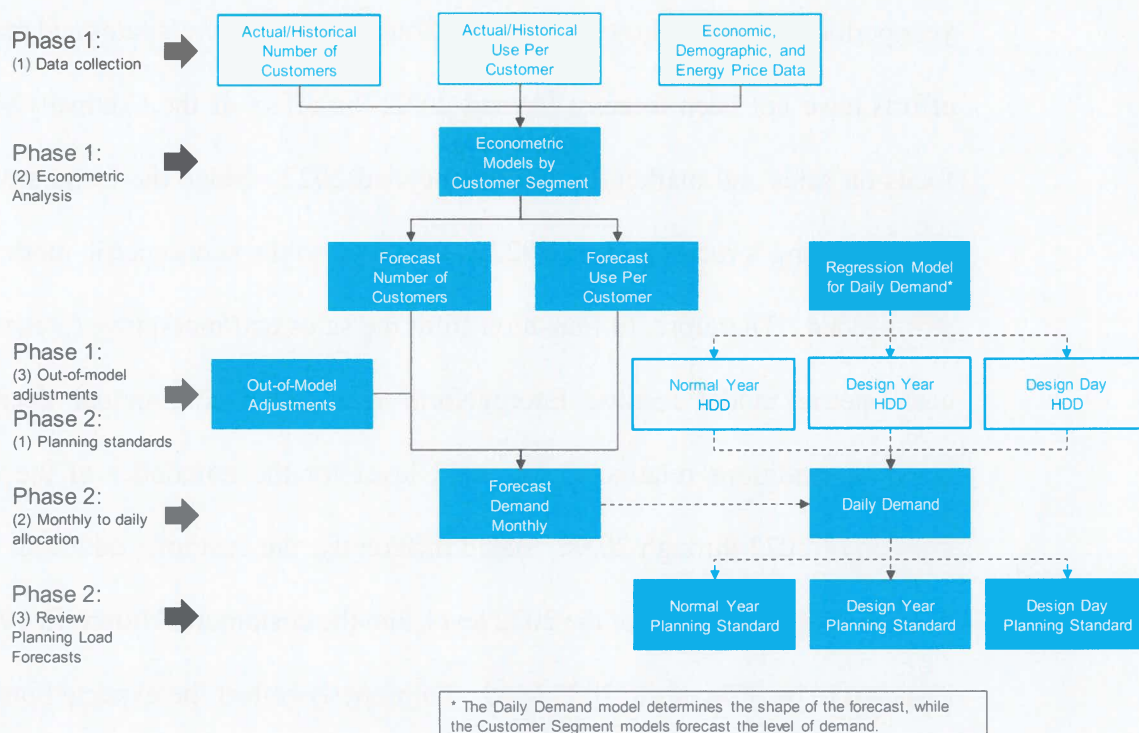 Phase 1:
(1) Data collection
Actual/Historical
Number of
Customers
Actual/Historical
Use Per
Customer
Economic,
Demographic, and
Energy Price Data
Phase 1:
(2) Econometric
Analysis
Econometric
Models by
Customer Segment
Forecast
Number of
Customers
Forecast
Use Per
Customer
Regression Model
for Daily Demand*
Phase 1:
(3) Out-of-model
adjustments
Phase 2:
(1) Planning standards
Out-of-Model
Adjustments
Normal Year
HDD
Design Year
HDD
Design Day
HDD
Phase 2:
(2) Monthly to daily
allocation
Forecast
Demand
Monthly
Daily Demand
Phase 2:
(3) Review
Planning Load
Forecasts
Normal Year
Planning Standard
Design Year
Planning Standard
Design Day
Planning Standard
* The Daily Demand model determines the shape of the forecast, while
the Customer Segment models forecast the level of demand.